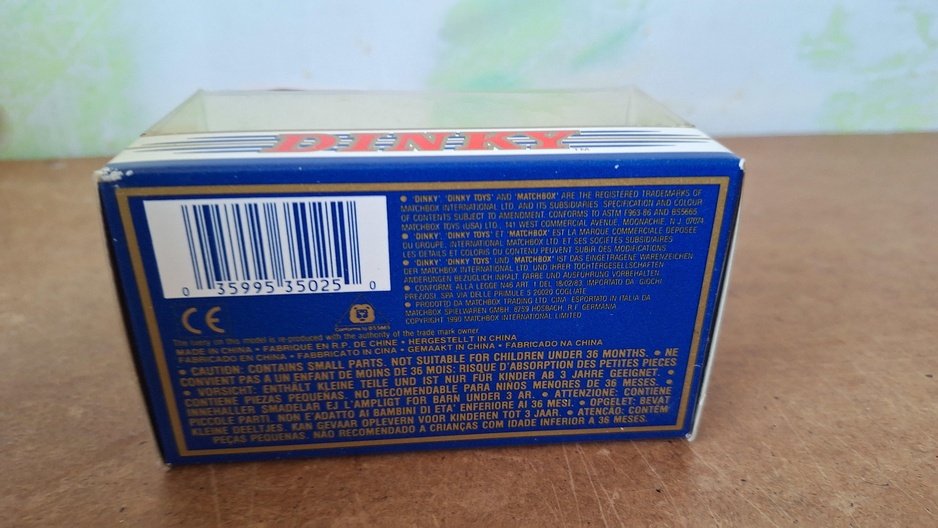 DINKY
TM
• 'DINKY' 'DINKY TOYS' AND 'MATCHBOX' ARE THE REGISTERED TRADEMARKS OF
MATCHBOX INTERNATIONAL LTD. AND ITS SUBSIDIARIES. SPECIFICATION AND COLOUR
OF CONTENTS SUBJECT TO AMENDMENT. CONFORMS TO ASTM F963-86 AND BS5665
MATCHBOX TOYS (USA) LTD., 141 WEST COMMERCIAL AVENUE, MOONACHIE, N.J. 07074.
• 'DINKY', 'DINKY TOYS' ET 'MATCHBOX' EST LA MARQUE COMMERCIALE DEPOSEE
DU GROUPE, INTERNATIONAL MATCHBOX LTD. ET SES SOCIETES SUBSIDIAIRES
LES DETAILS ET COLORIS DU CONTENU PEUVENT SUBIR DES MODIFICATIONS.
• 'DINKY' 'DINKY TOYS' UND 'MATCHBOX' IST DAS EINGETRAGENE WARENZEICHEN
DER MATCHBOX INTERNATIONAL LTD. UND IHRER TOCHTERGESELLSCHAFTEN.
ÄNDERUNGEN BEZÜGLICH INHALT, FARBE UND AUSFÜHRUNG VORBEHALTEN.
• CONFORME ALLA LEGGE N46 ART 1 DEL 18/02/83, IMPORTATO DA GIOCHI
PREZIOSI, SPA VIA DELLE PRIMULE 5 20020 COGLIATE
• PRODOTTO DA MATCHBOX TRADING LTD. CINA ESPORTATO IN ITALIA DA
MATCHBOX SPIELWAREN GMBH, 8759 HOSBACH, R.F. GERMANIA
COPYRIGHT 1990 MATCHBOX INTERNATIONAL LIMITED
0 35995 35025 0
CE
Conforms to BS5665
The livery on this model is re-produced with the authority of the trade mark owner.
MADE IN CHINA • FABRIQUE EN R.P. DE CHINE • HERGESTELLT IN CHINA
FABRICADO EN CHINA • FABBRICATO IN CINA • GEMAAKT IN CHINA • FABRICADO NA CHINA
• CAUTION: CONTAINS SMALL PARTS. NOT SUITABLE FOR CHILDREN UNDER 36 MONTHS. • NE
CONVIENT PAS A UN ENFANT DE MOINS DE 36 MOIS: RISQUE D'ABSORPTION DES PETITES PIECES
• VORSICHT: ENTHÄLT KLEINE TEILE UND IST NUR FÜR KINDER AB 3 JAHRE GEEIGNET. •
CONTIENE PIEZAS PEQUENAS. NO RECOMENDABLE PARA NIÑOS MENORES DE 36 MESES. •
INNEHALLER SMADELAR EJ LÄMPLIGT FOR BARN UNDER 3 AR. • ATTENZIONE: CONTIENE
PICCOLE PARTI. NON E'ADATTO AI BAMBINI DI ETA' ENFERIORE AI 36 MESI. • OPGELET: BEVAT
KLEINE DEELTJES. KAN GEVAAR OPLEVERN VOOR KINDEREN TOT 3 JAAR. • ATENCAO: CONTÉM
PEÇAS PEQUENAS. NÃO RECOMENDADO A CRIANÇAS COM IDADE INFERIOR A 36 MESES.